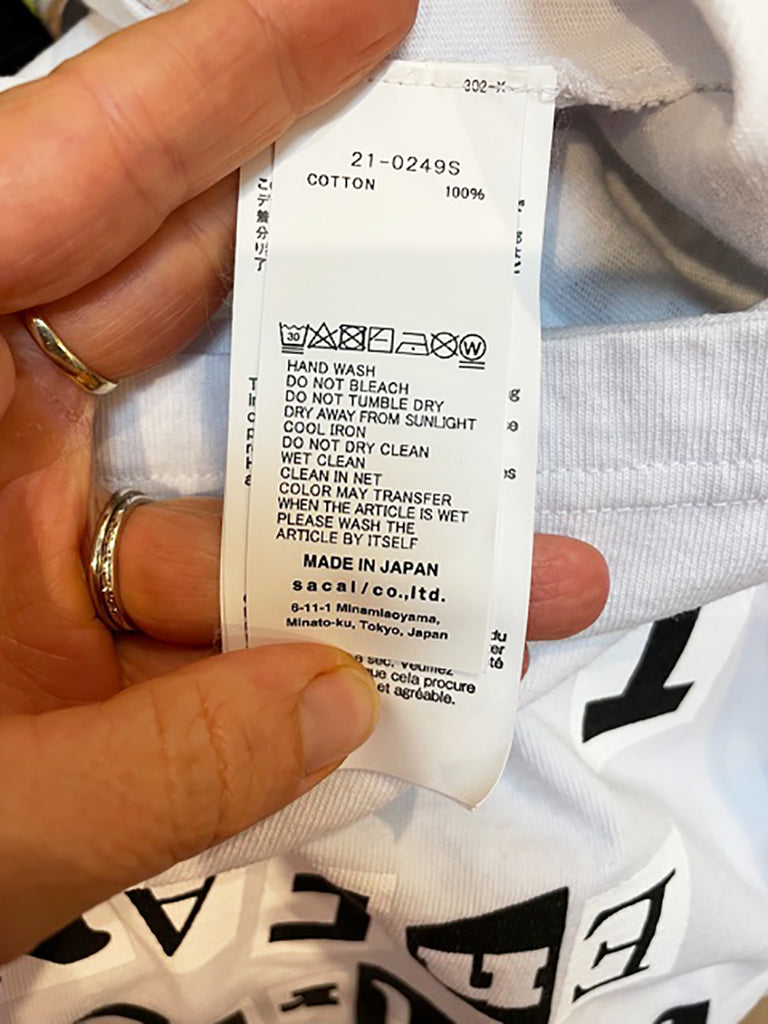 302-X
21-0249S
COTTON 100%
30
W
HAND WASH
DO NOT BLEACH
DO NOT TUMBLE DRY
DRY AWAY FROM SUNLIGHT
COOL IRON
DO NOT DRY CLEAN
WET CLEAN
CLEAN IN NET
COLOR MAY TRANSFER
WHEN THE ARTICLE IS WET
PLEASE WASH THE
ARTICLE BY ITSELF
MADE IN JAPAN
sacai/co.,ltd.
6-11-1 Minamiaoyama,
Minato-ku, Tokyo, Japan
sec. Veuillez
que cela procure
et agréable.